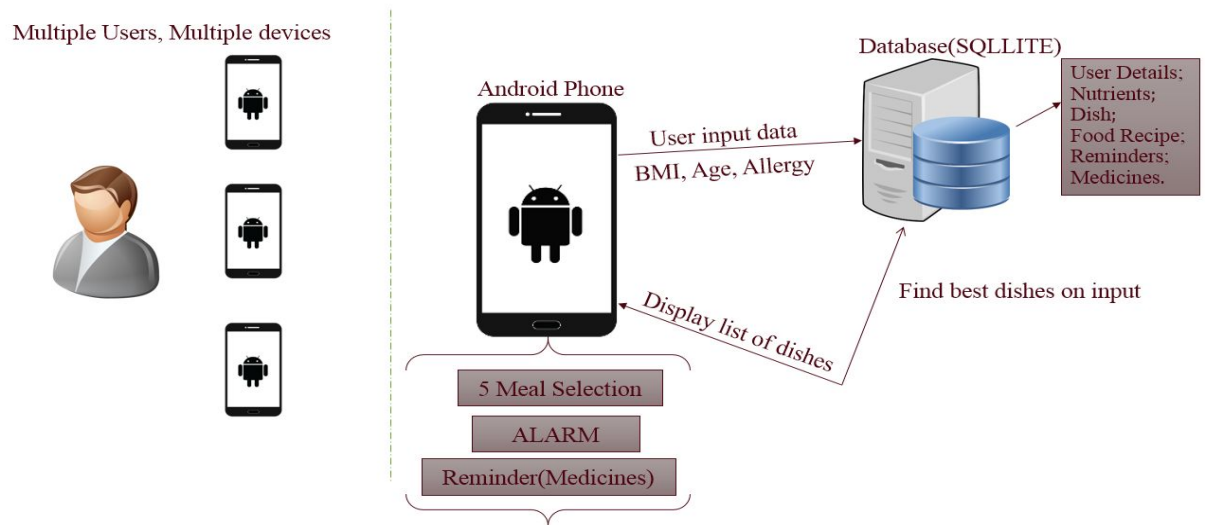 Multiple Users, Multiple devices
Android Phone
Database(SQLLITE)
User Details;
Nutrients;
Dish;
Food Recipe;
Reminders;
Medicines.
User input data
BMI, Age, Allergy
Find best dishes on input
Display list of dishes
5 Meal Selection
ALARM
Reminder(Medicines)